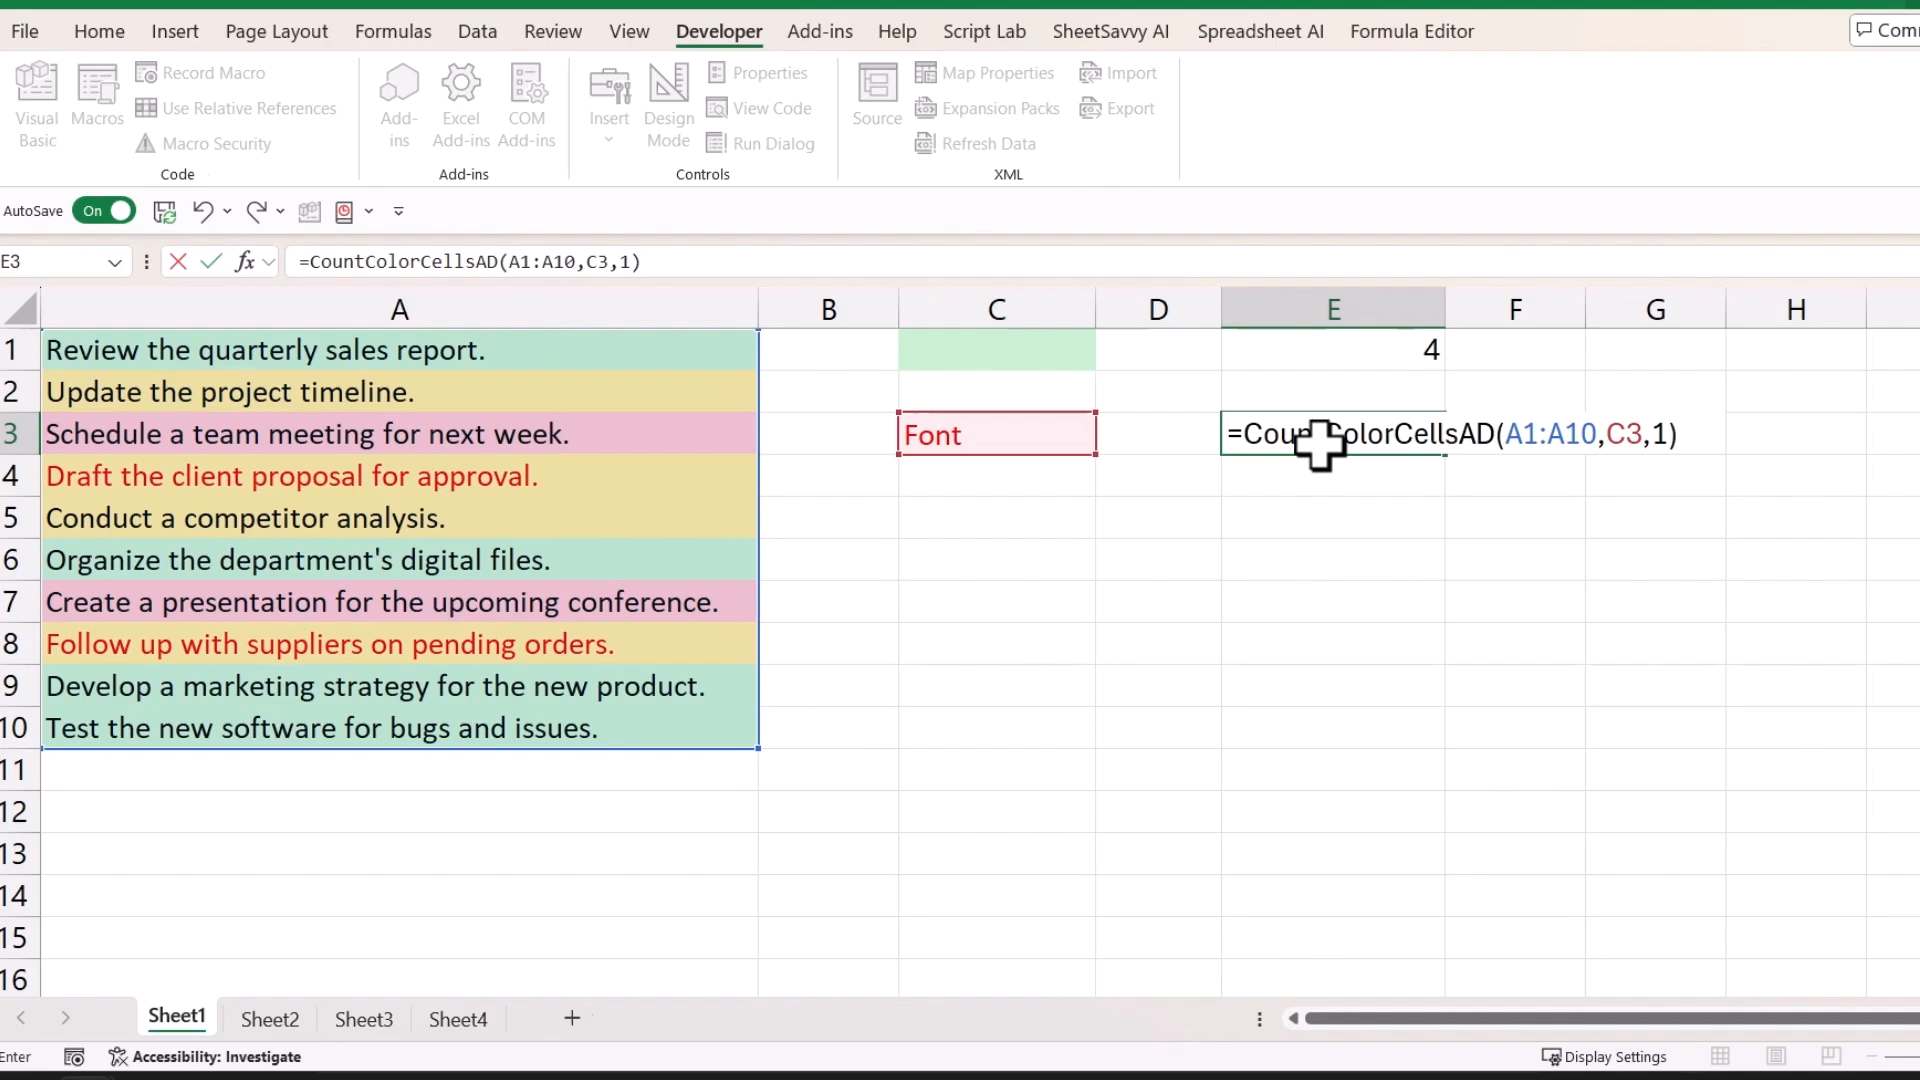 File Home Insert Page Layout Formulas Data Review View Developer Add-ins Help Script Lab SheetSavvy AI Spreadsheet AI Formula Editor
Visual Basic
Macros
Record Macro
Use Relative References
Macro Security
Code
Add-ins
Excel Add-ins
COM Add-ins
Add-ins
Insert
Design Mode
Properties
View Code
Run Dialog
Controls
Source
Map Properties
Expansion Packs
Refresh Data
Import
Export
XML
AutoSave On
E3 fx =CountColorCellsAD(A1:A10,C3,1)
A B C D E F G H
1 Review the quarterly sales report. 4
2 Update the project timeline.
3 Schedule a team meeting for next week. Font
4 Draft the client proposal for approval.
5 Conduct a competitor analysis.
6 Organize the department's digital files.
7 Create a presentation for the upcoming conference.
8 Follow up with suppliers on pending orders.
9 Develop a marketing strategy for the new product.
10 Test the new software for bugs and issues.
11
12
13
14
15
16
Sheet1 Sheet2 Sheet3 Sheet4
Accessibility: Investigate Display Settings